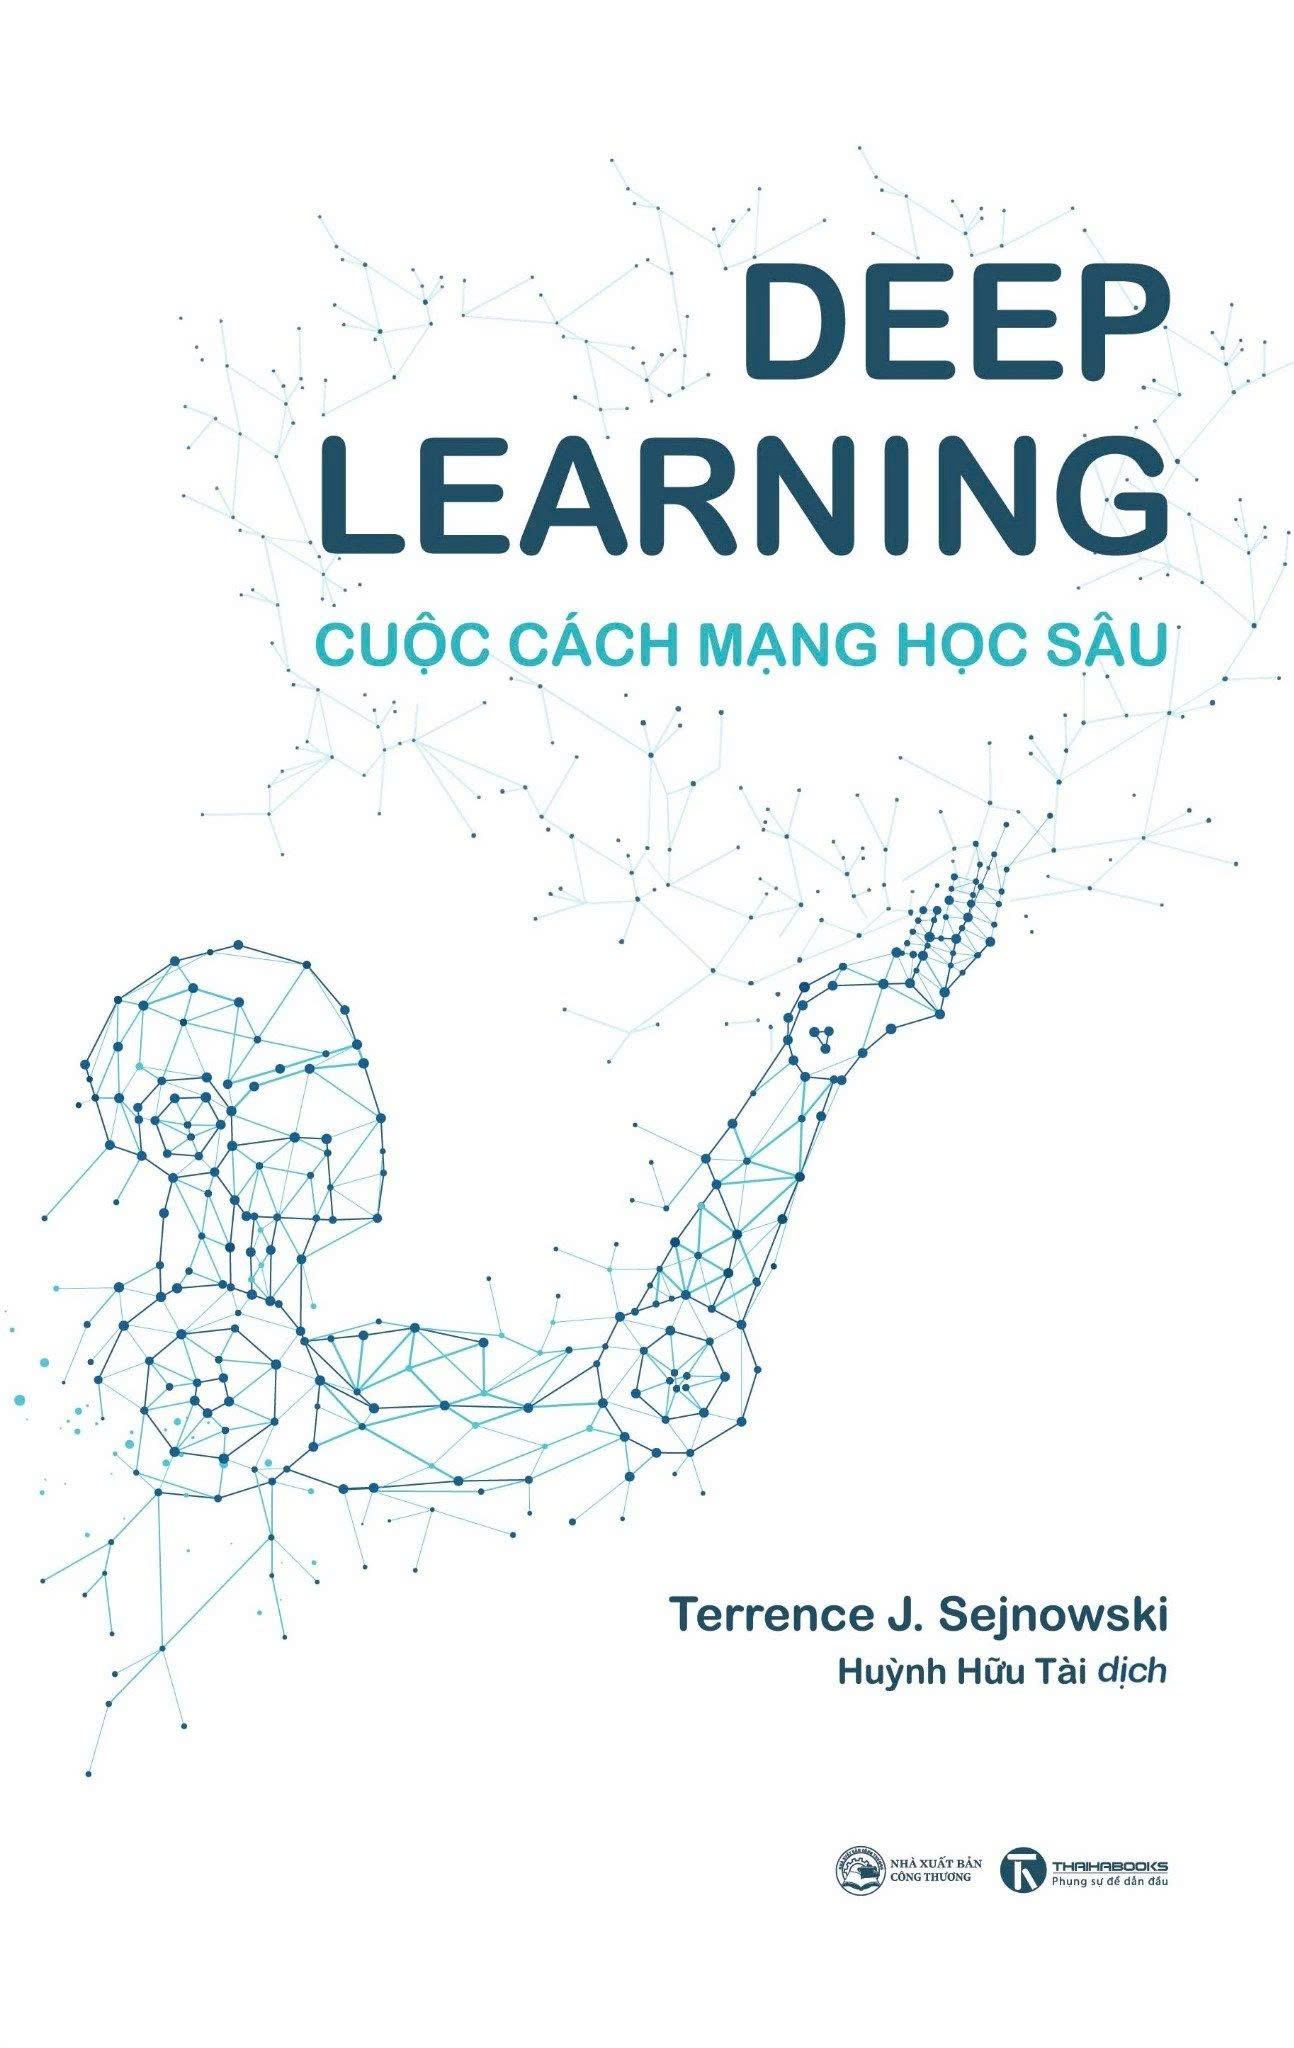 DEEP
LEARNING
CUỘC CÁCH MẠNG HỌC SÂU
Terrence J. Sejnowski
Huỳnh Hữu Tài dịch
NHÀ XUẤT BẢN
CÔNG THƯƠNG
THAIHABOOKS
Phụng sự để dẫn đầu